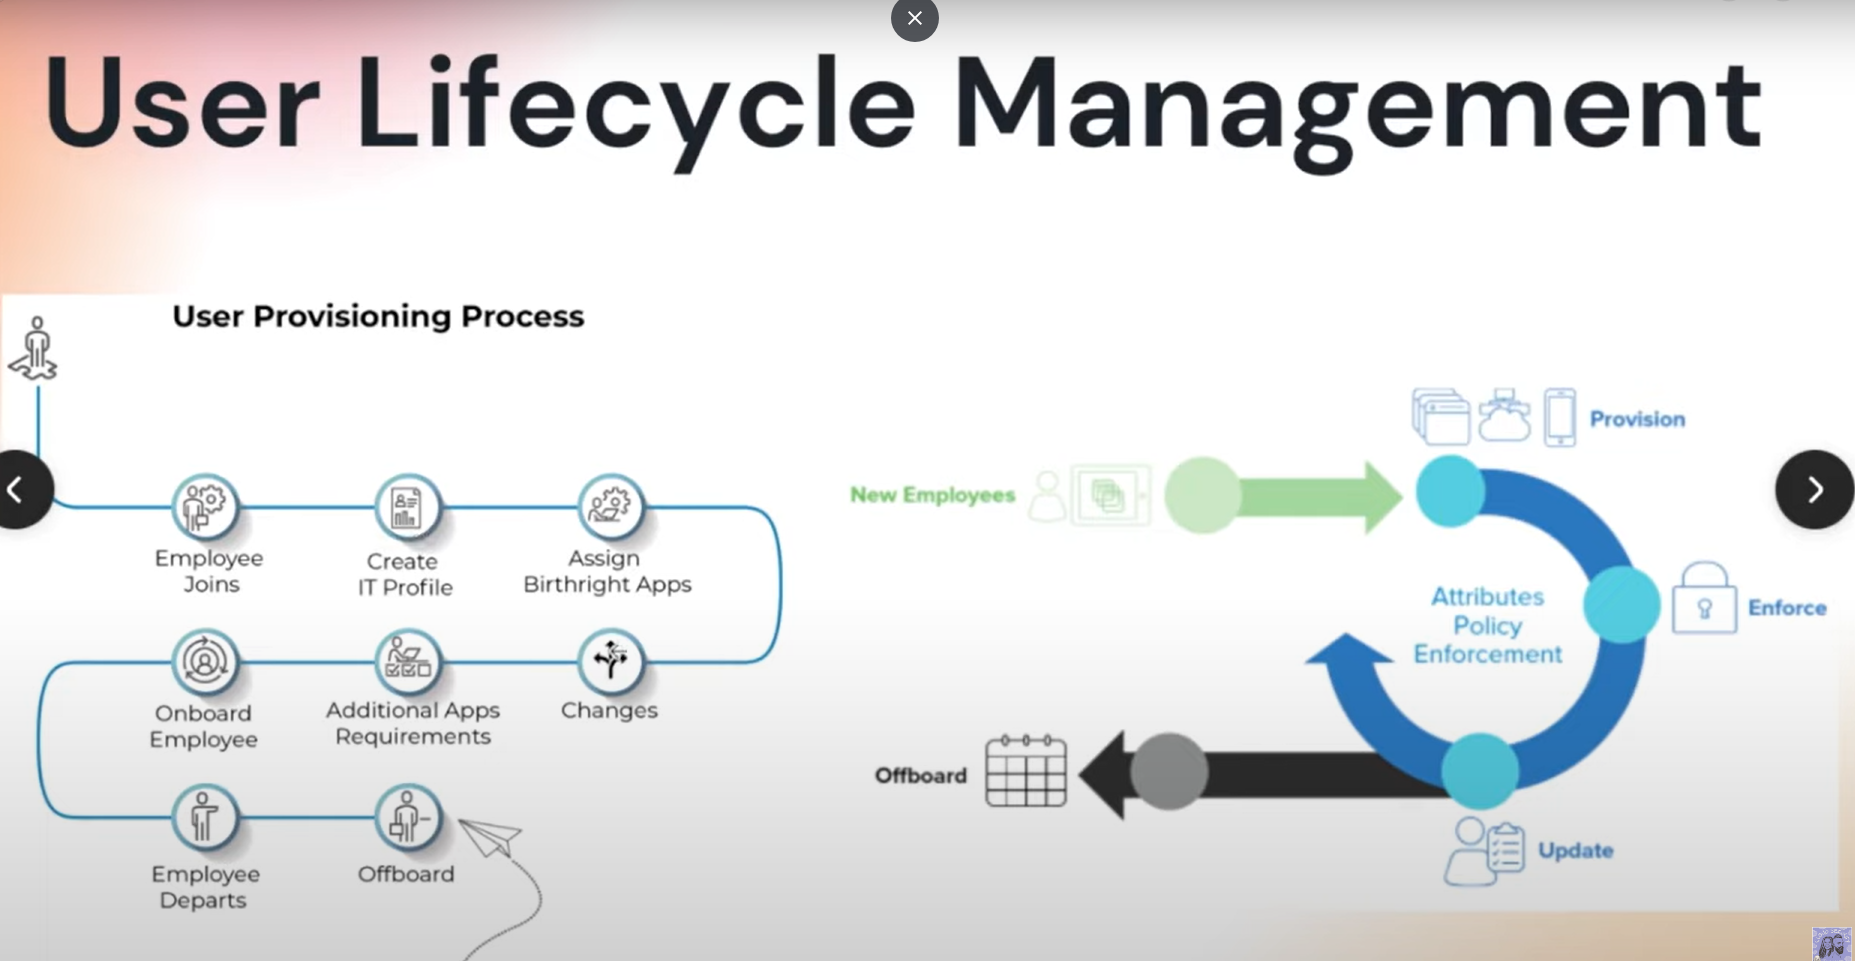 User Lifecycle Management
User Provisioning Process
Employee
Joins
Create
IT Profile
Assign
Birthright Apps
Onboard
Employee
Additional Apps
Requirements
Changes
Employee
Departs
Offboard
New Employees
Provision
Attributes
Policy
Enforcement
Enforce
Offboard
Update